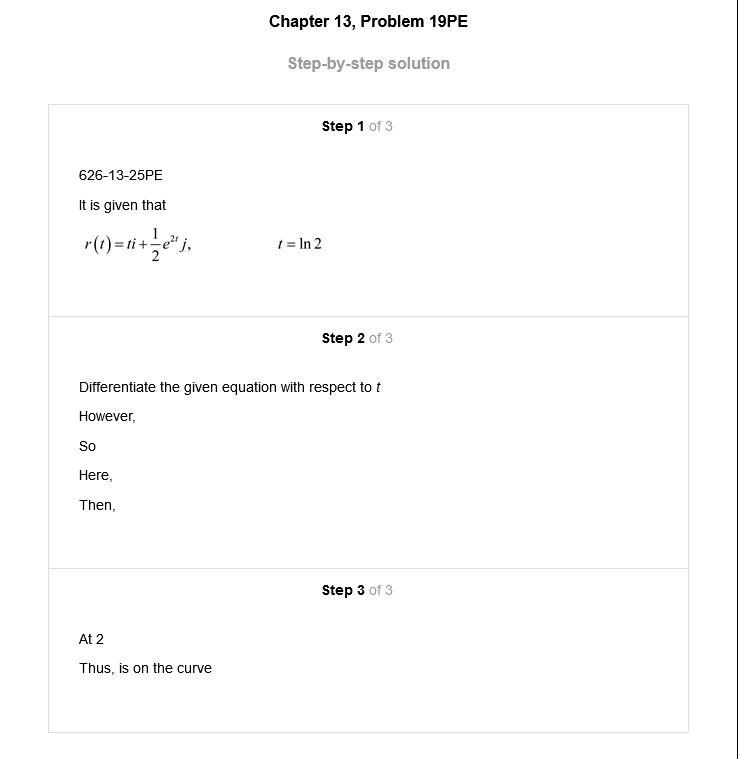 Chapter 13, Problem 19PE
Step-by-step solution
Step 1 of 3
626-13-25PE
It is given that
r(t) = ti + 1/2 e^{2t} j, t = ln 2
Step 2 of 3
Differentiate the given equation with respect to t
However,
So
Here,
Then,
Step 3 of 3
At 2
Thus, is on the curve